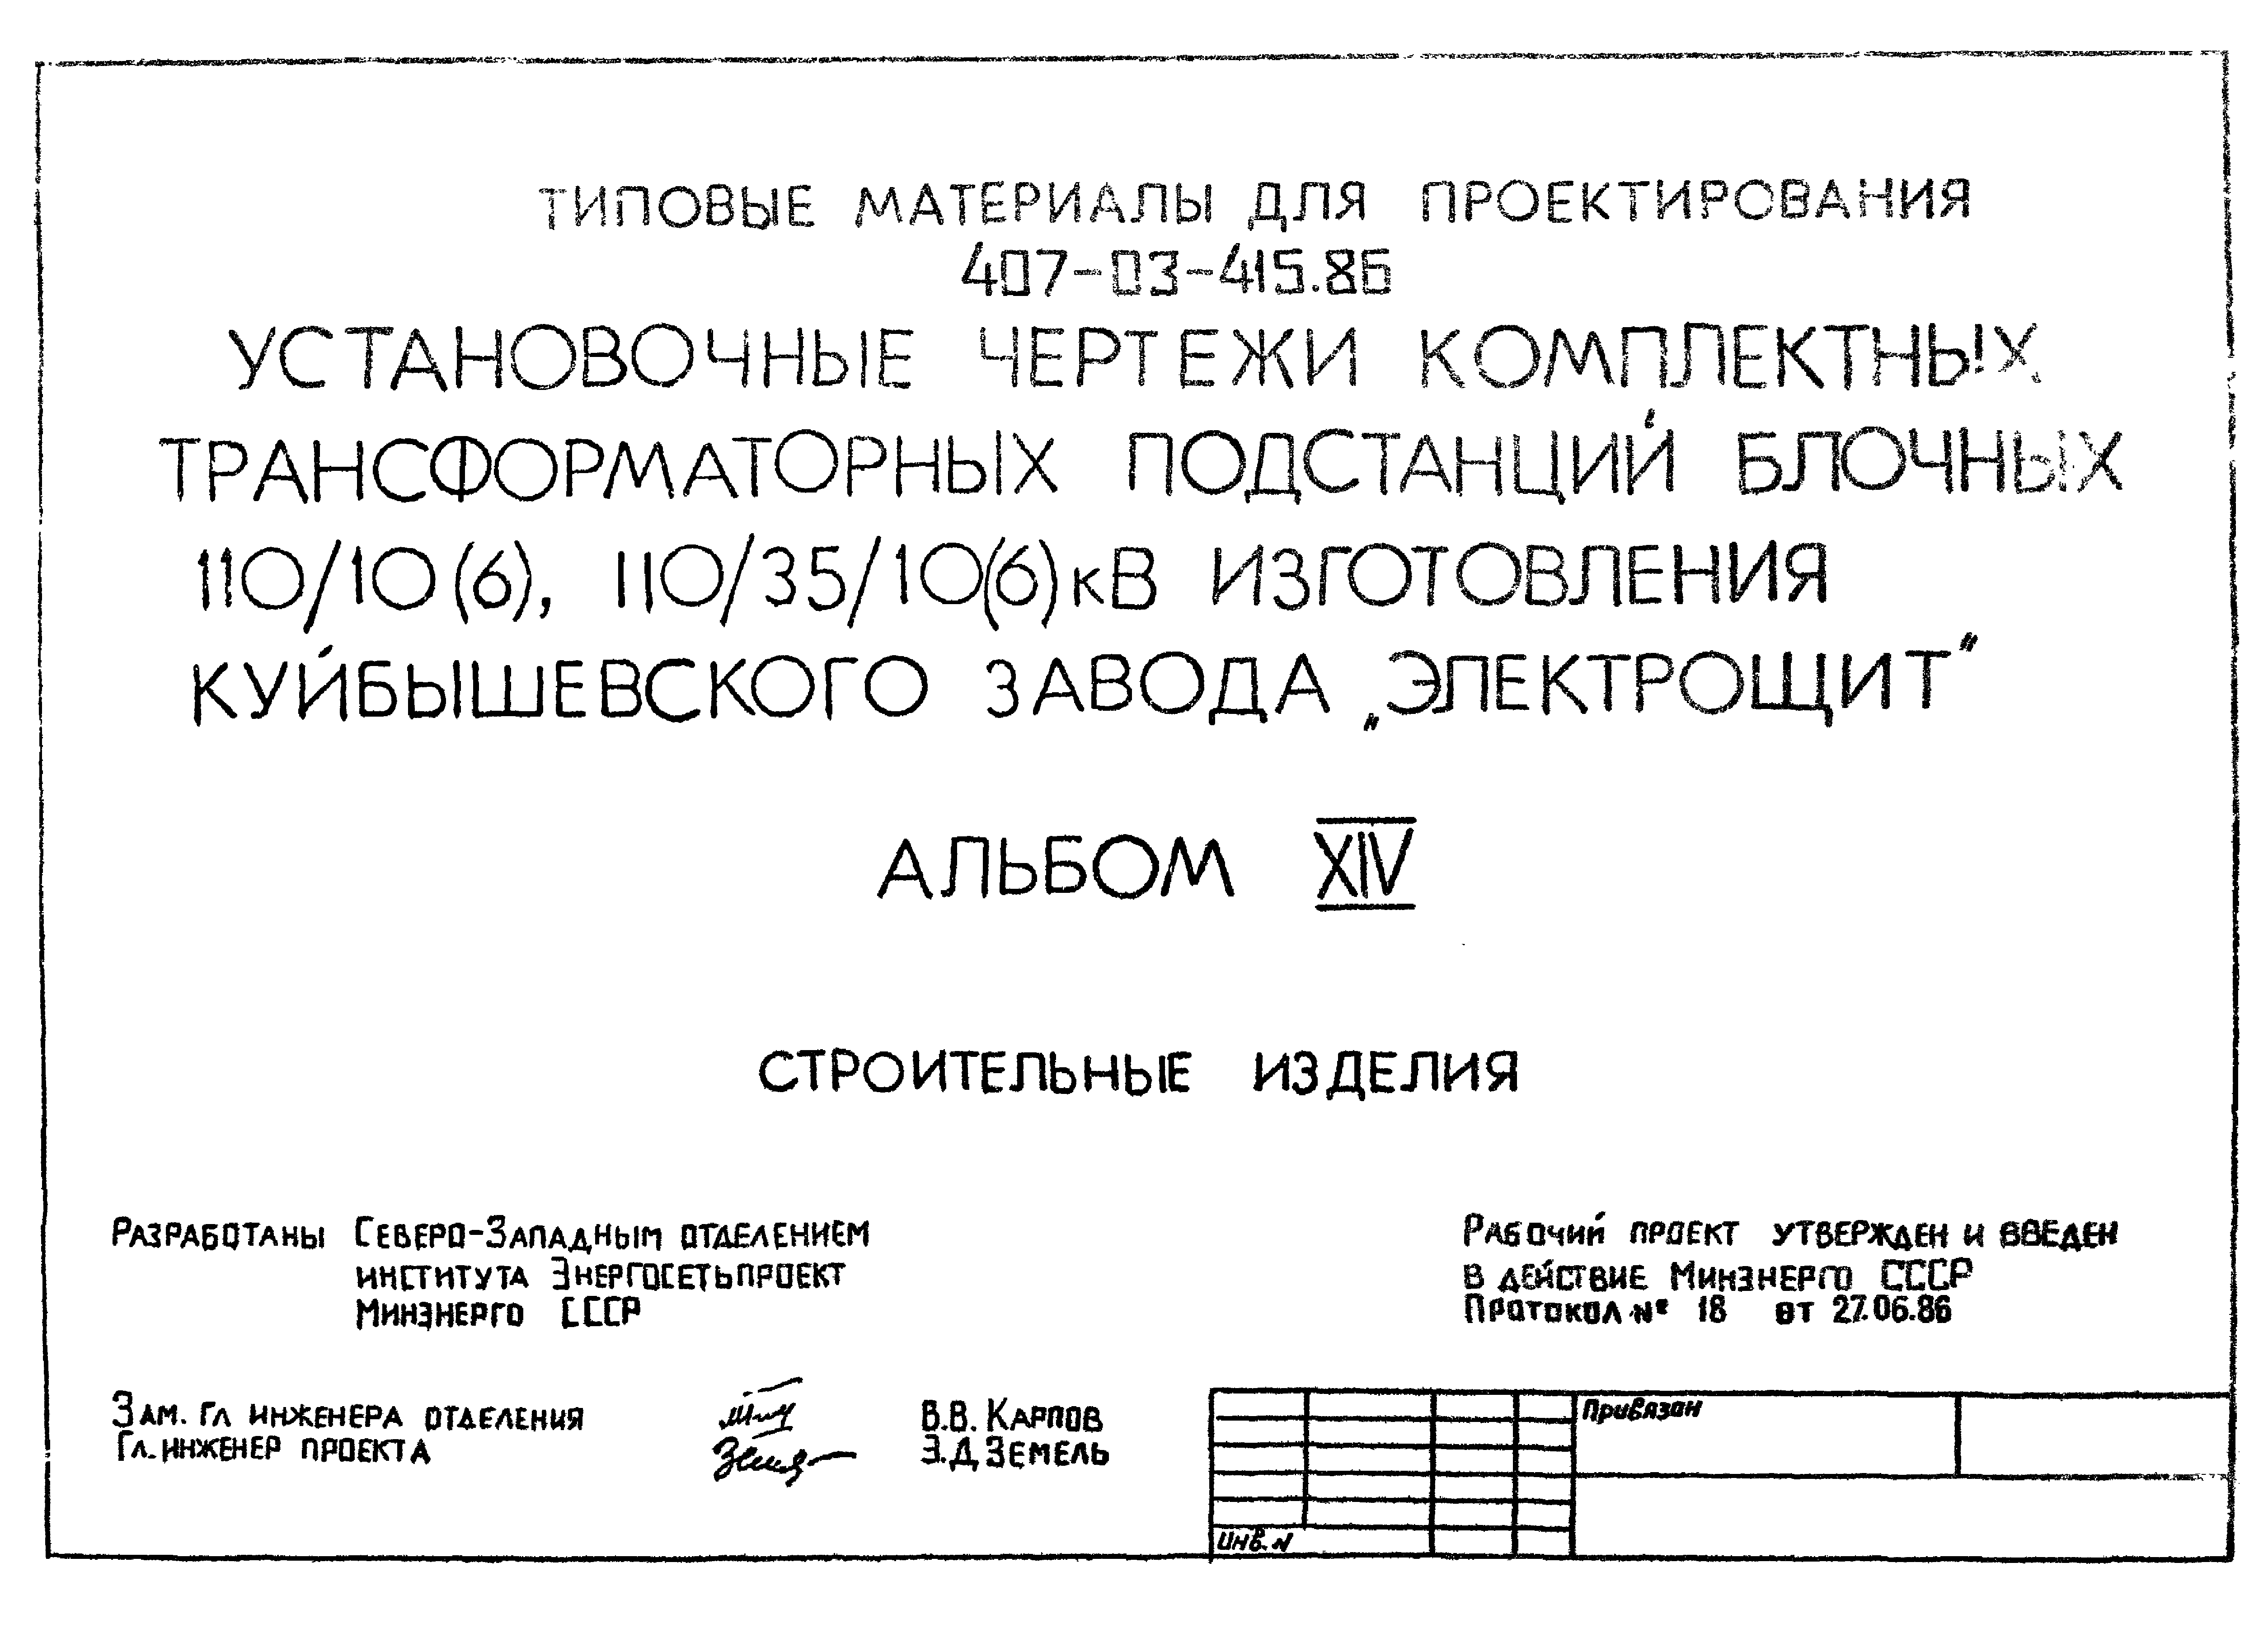 ТИПОВЫЕ МАТЕРИАЛЫ ДЛЯ ПРОЕКТИРОВАНИЯ
407-03-415.86
УСТАНОВОЧНЫЕ ЧЕРТЕЖИ КОМПЛЕКТНЫХ
ТРАНСФОРМАТОРНЫХ ПОДСТАНЦИЙ БЛОЧНЫХ
110/10(6), 110/35/10(6)кВ ИЗГОТОВЛЕНИЯ
КУЙБЫШЕВСКОГО ЗАВОДА „ЭЛЕКТРОЩИТ"
АЛЬБОМ XIV
СТРОИТЕЛЬНЫЕ ИЗДЕЛИЯ
РАЗРАБОТАНЫ СЕВЕРО-ЗАПАДНЫМ ОТДЕЛЕНИЕМ
ИНСТИТУТА ЭНЕРГОСЕТЬПРОЕКТ
МИНЭНЕРГО СССР
РАБОЧИЙ ПРОЕКТ УТВЕРЖДЕН И ВВЕДЕН
В ДЕЙСТВИЕ МИНЭНЕРГО СССР
ПРОТОКОЛ № 18 ОТ 27.06.86
ЗАМ. ГЛ ИНЖЕНЕРА ОТДЕЛЕНИЯ В.В. КАРПОВ
ГЛ. ИНЖЕНЕР ПРОЕКТА Э.Д ЗЕМЕЛЬ
Привязан
Инв. N